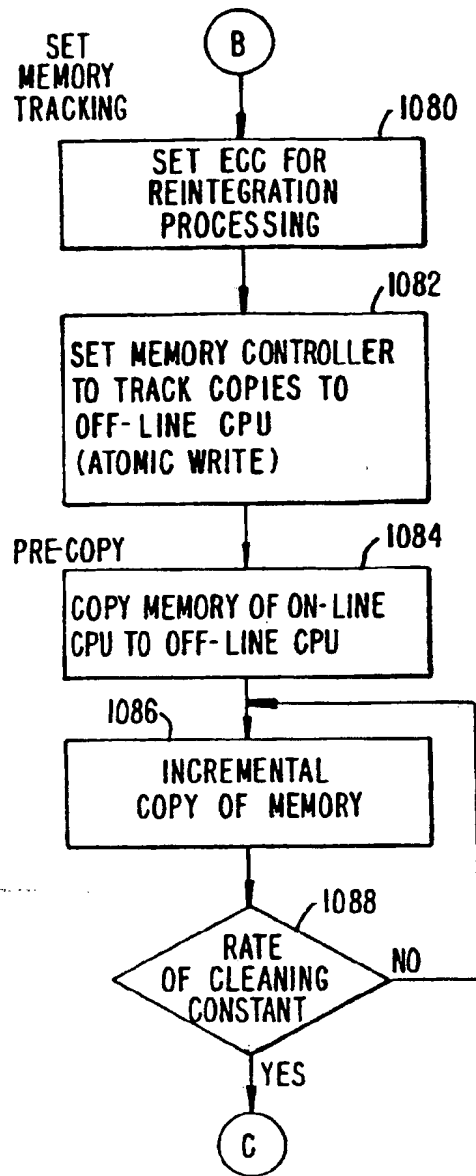 B
SET
MEMORY
TRACKING
1080
SET ECC FOR
REINTEGRATION
PROCESSING
1082
SET MEMORY CONTROLLER
TO TRACK COPIES TO
OFF-LINE CPU
(ATOMIC WRITE)
PRE-COPY
1084
COPY MEMORY OF ON-LINE
CPU TO OFF-LINE CPU
1086
INCREMENTAL
COPY OF MEMORY
1088
RATE
OF CLEANING
CONSTANT
NO
YES
C